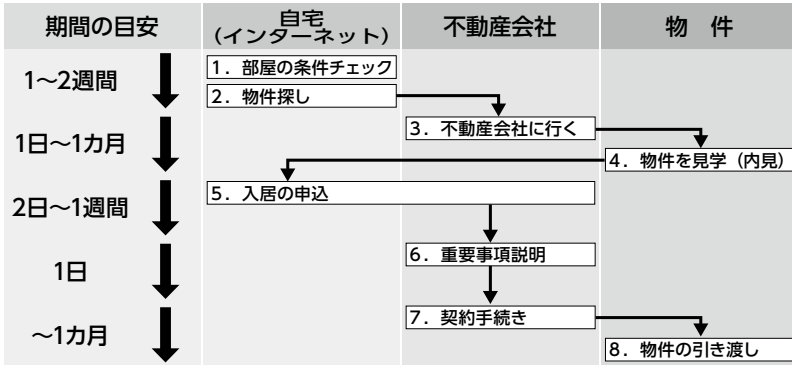 期間の目安
自宅
(インターネット)
不動産会社
物 件
1～2週間
1. 部屋の条件チェック
2. 物件探し
1日～1カ月
3. 不動産会社に行く
4. 物件を見学（内見）
2日～1週間
5. 入居の申込
1日
6. 重要事項説明
～1カ月
7. 契約手続き
8. 物件の引き渡し